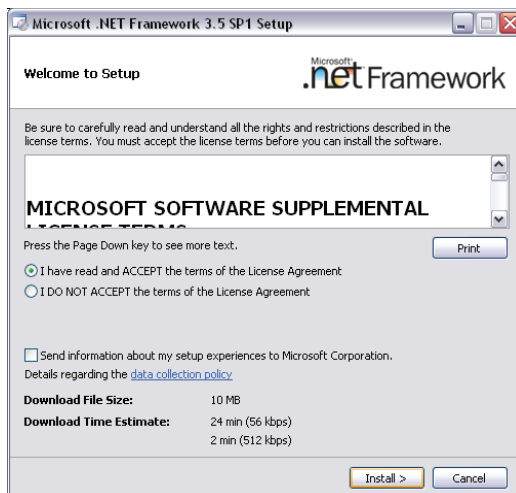 Microsoft .NET Framework 3.5 SP1 Setup
Welcome to Setup
Microsoft
.net Framework
Be sure to carefully read and understand all the rights and restrictions described in the
license terms. You must accept the license terms before you can install the software.
MICROSOFT SOFTWARE SUPPLEMENTAL
LICENSE TERMS
Press the Page Down key to see more text.
Print
I have read and ACCEPT the terms of the License Agreement
I DO NOT ACCEPT the terms of the License Agreement
Send information about my setup experiences to Microsoft Corporation.
Details regarding the data collection policy
Download File Size: 10 MB
Download Time Estimate: 24 min (56 kbps)
2 min (512 kbps)
Install > Cancel